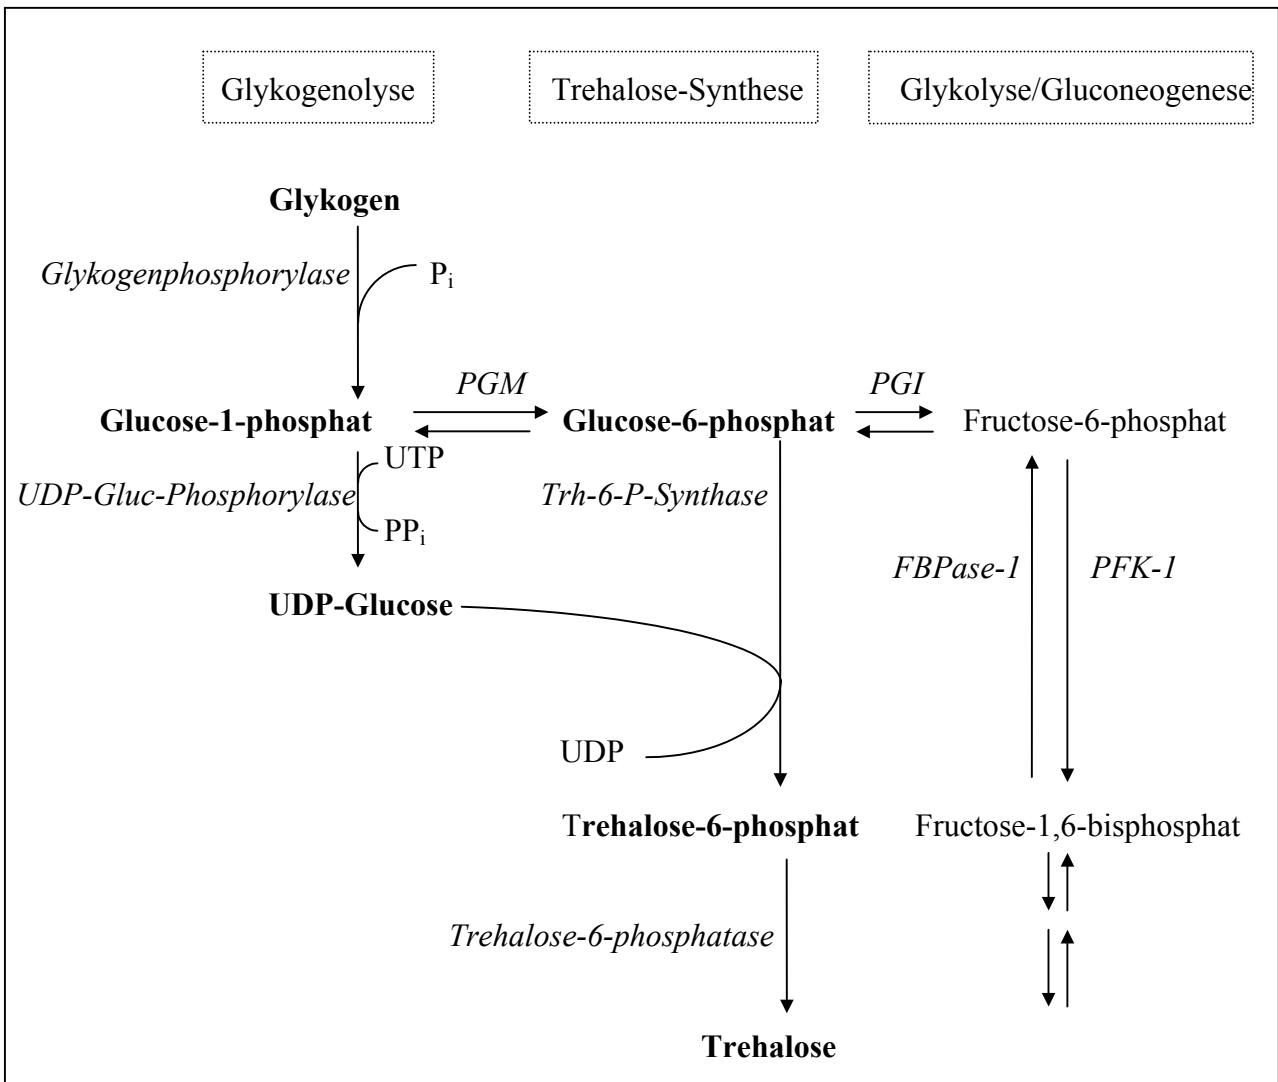 Glykogenolyse
Trehalose-Synthese
Glykolyse/Gluconeogenese
Glykogen
Glykogenphosphorylase
Pi
PGM
PGI
Glucose-1-phosphat
Glucose-6-phosphat
Fructose-6-phosphat
UTP
UDP-Gluc-Phosphorylase
Trh-6-P-Synthase
PPi
FBPase-1
PFK-1
UDP-Glucose
UDP
Trehalose-6-phosphat
Fructose-1,6-bisphosphat
Trehalose-6-phosphatase
Trehalose